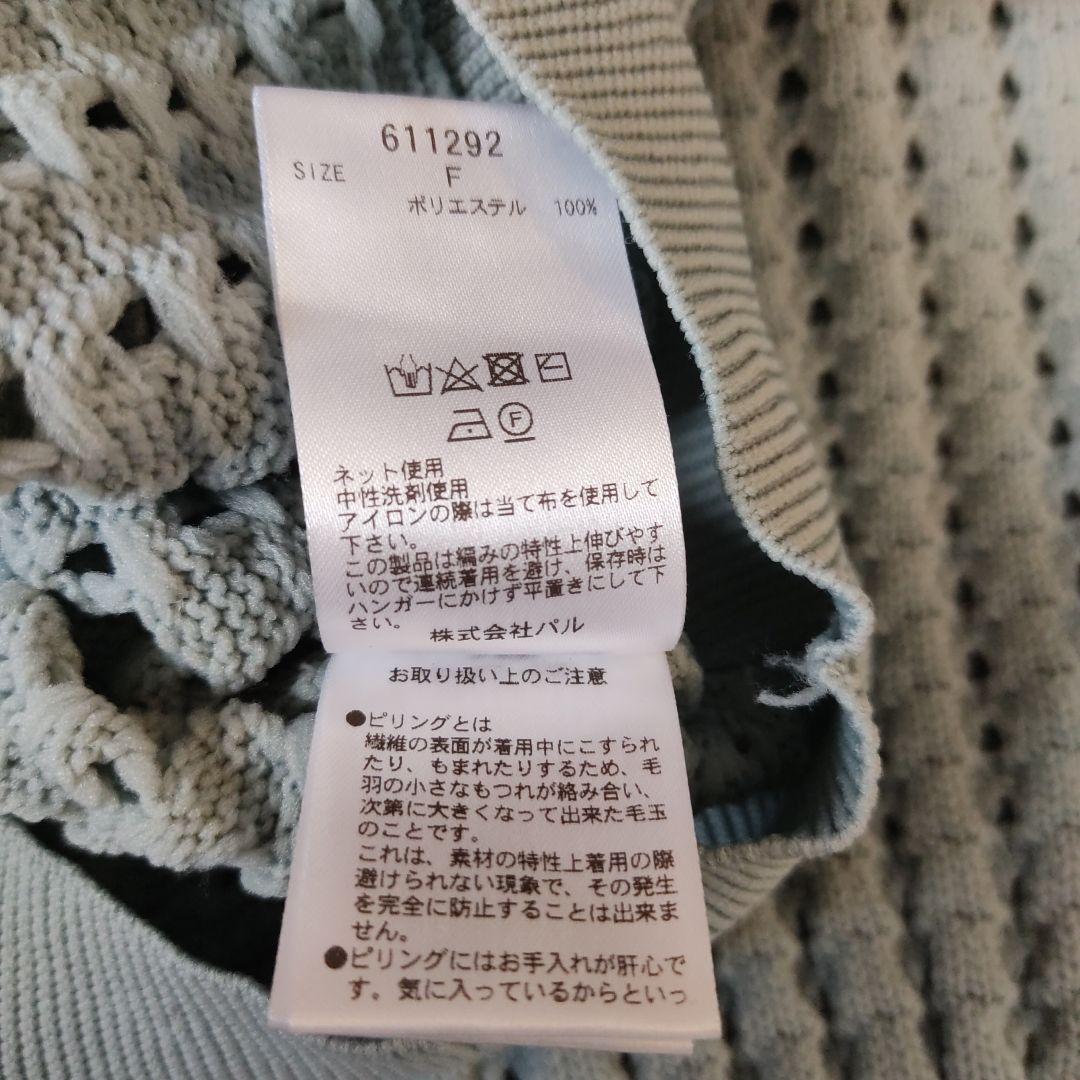 611292
SIZE F
ポリエステル 100%
F
ネット使用
中性洗剤使用
アイロンの際は当て布を使用して
下さい。
この製品は編みの特性上伸びやす
いので連続着用を避け、保存時は
ハンガーにかけず平置きにして下
さい。
株式会社パル
お取り扱い上のご注意
●ピリングとは
繊維の表面が着用中にこすられ
たり、もまれたりするため、毛
羽の小さなもつれが絡み合い、
次第に大きくなって出来た毛玉
のことです。
これは、素材の特性上着用の際
避けられない現象で、その発生
を完全に防止することは出来ま
せん。
●ピリングにはお手入れが肝心で
す。気に入っているからといっ